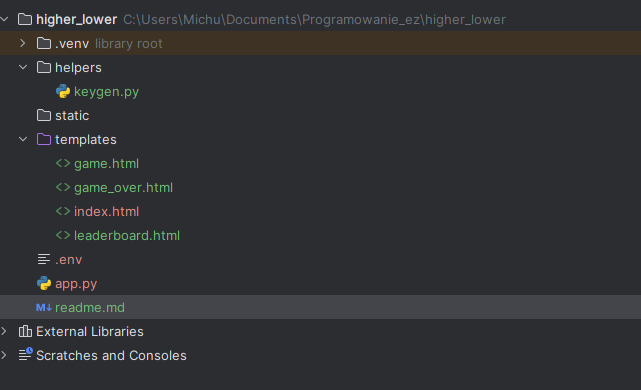 higher_lower C:\Users\Michu\Documents\Programowanie_ez\higher_lower
.venv library root
helpers
keygen.py
static
templates
<> game.html
<> game_over.html
<> index.html
<> leaderboard.html
.env
app.py
M↓ readme.md
External Libraries
Scratches and Consoles